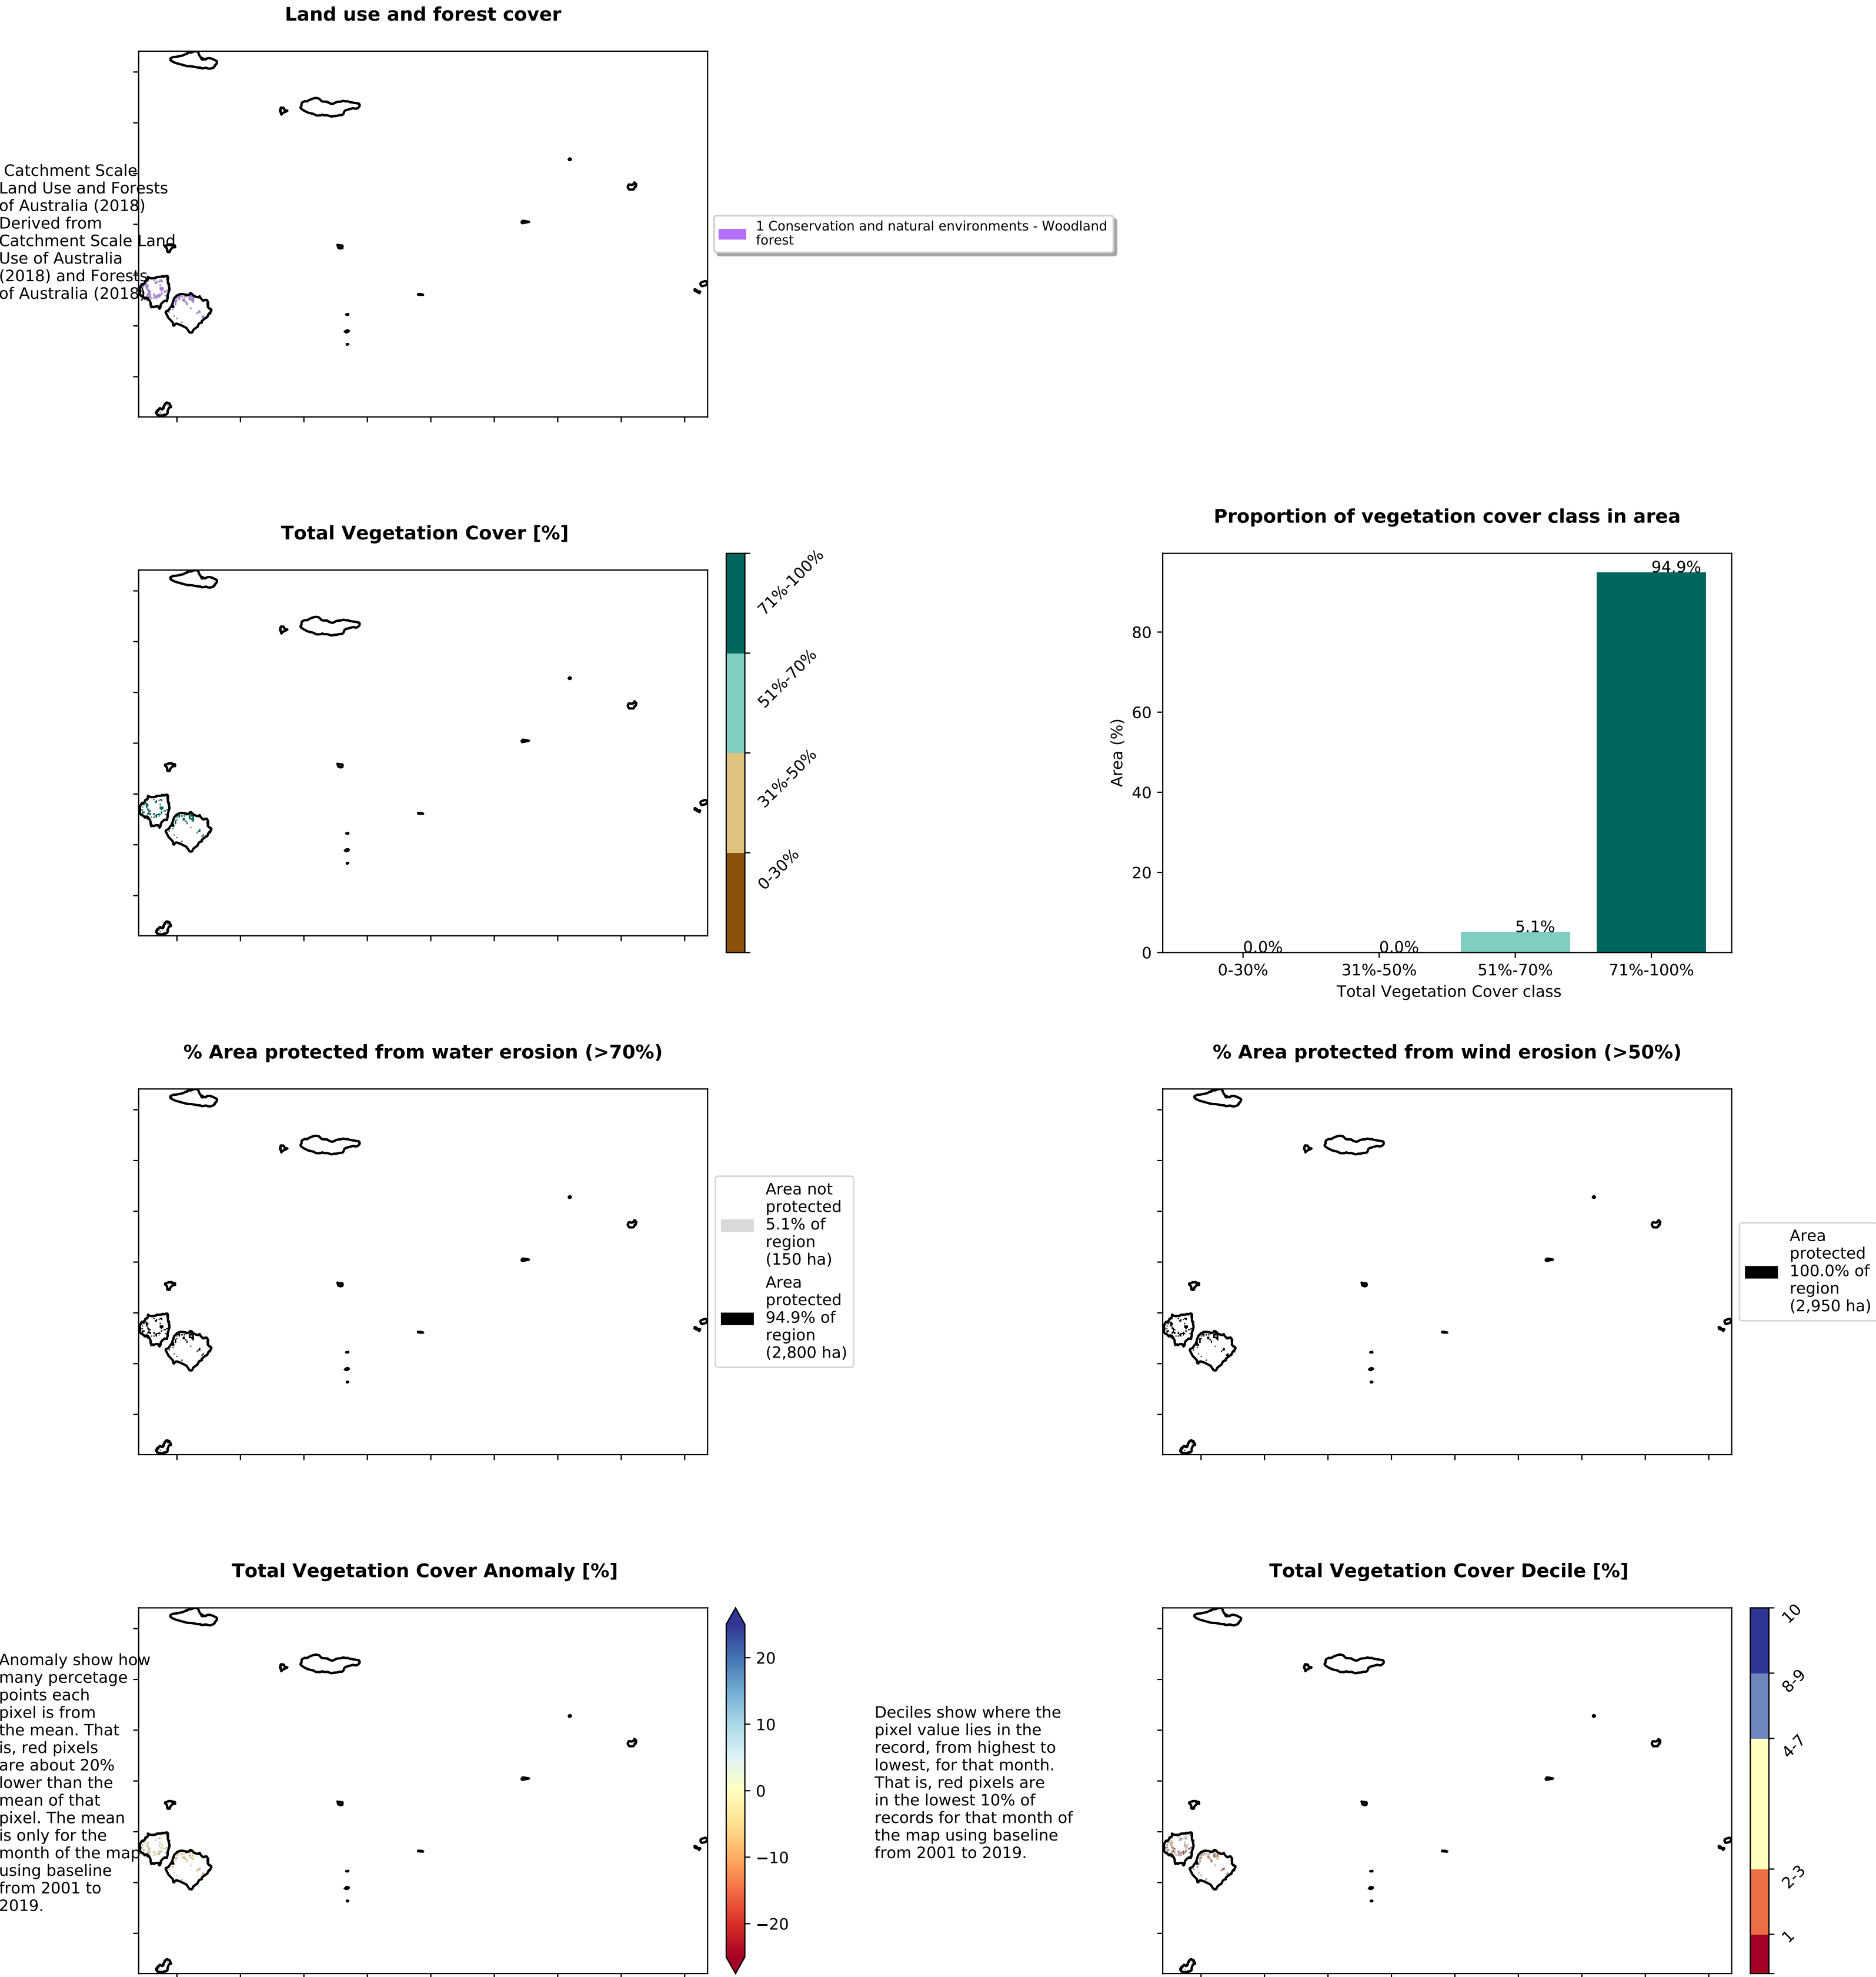 Land use and forest cover
Catchment Scale
Land Use and Forests
of Australia (2018)
Derived from
Catchment Scale Land
Use of Australia
(2018) and Forests
of Australia (2018)
1 Conservation and natural environments - Woodland
forest
Total Vegetation Cover [%]
71%-100%
51%-70%
31%-50%
0-30%
Proportion of vegetation cover class in area
Area (%)
80
60
40
20
0
0.0%
0.0%
5.1%
94.9%
0-30%
31%-50%
51%-70%
71%-100%
Total Vegetation Cover class
% Area protected from water erosion (>70%)
Area not
protected
5.1% of
region
(150 ha)
Area
protected
94.9% of
region
(2,800 ha)
% Area protected from wind erosion (>50%)
Area
protected
100.0% of
region
(2,950 ha)
Total Vegetation Cover Anomaly [%]
Anomaly show how
many percetage
points each
pixel is from
the mean. That
is, red pixels
are about 20%
lower than the
mean of that
pixel. The mean
is only for the
month of the map
using baseline
from 2001 to
2019.
20
10
0
−10
−20
Deciles show where the
pixel value lies in the
record, from highest to
lowest, for that month.
That is, red pixels are
in the lowest 10% of
records for that month of
the map using baseline
from 2001 to 2019.
Total Vegetation Cover Decile [%]
10
8-9
4-7
2-3
1